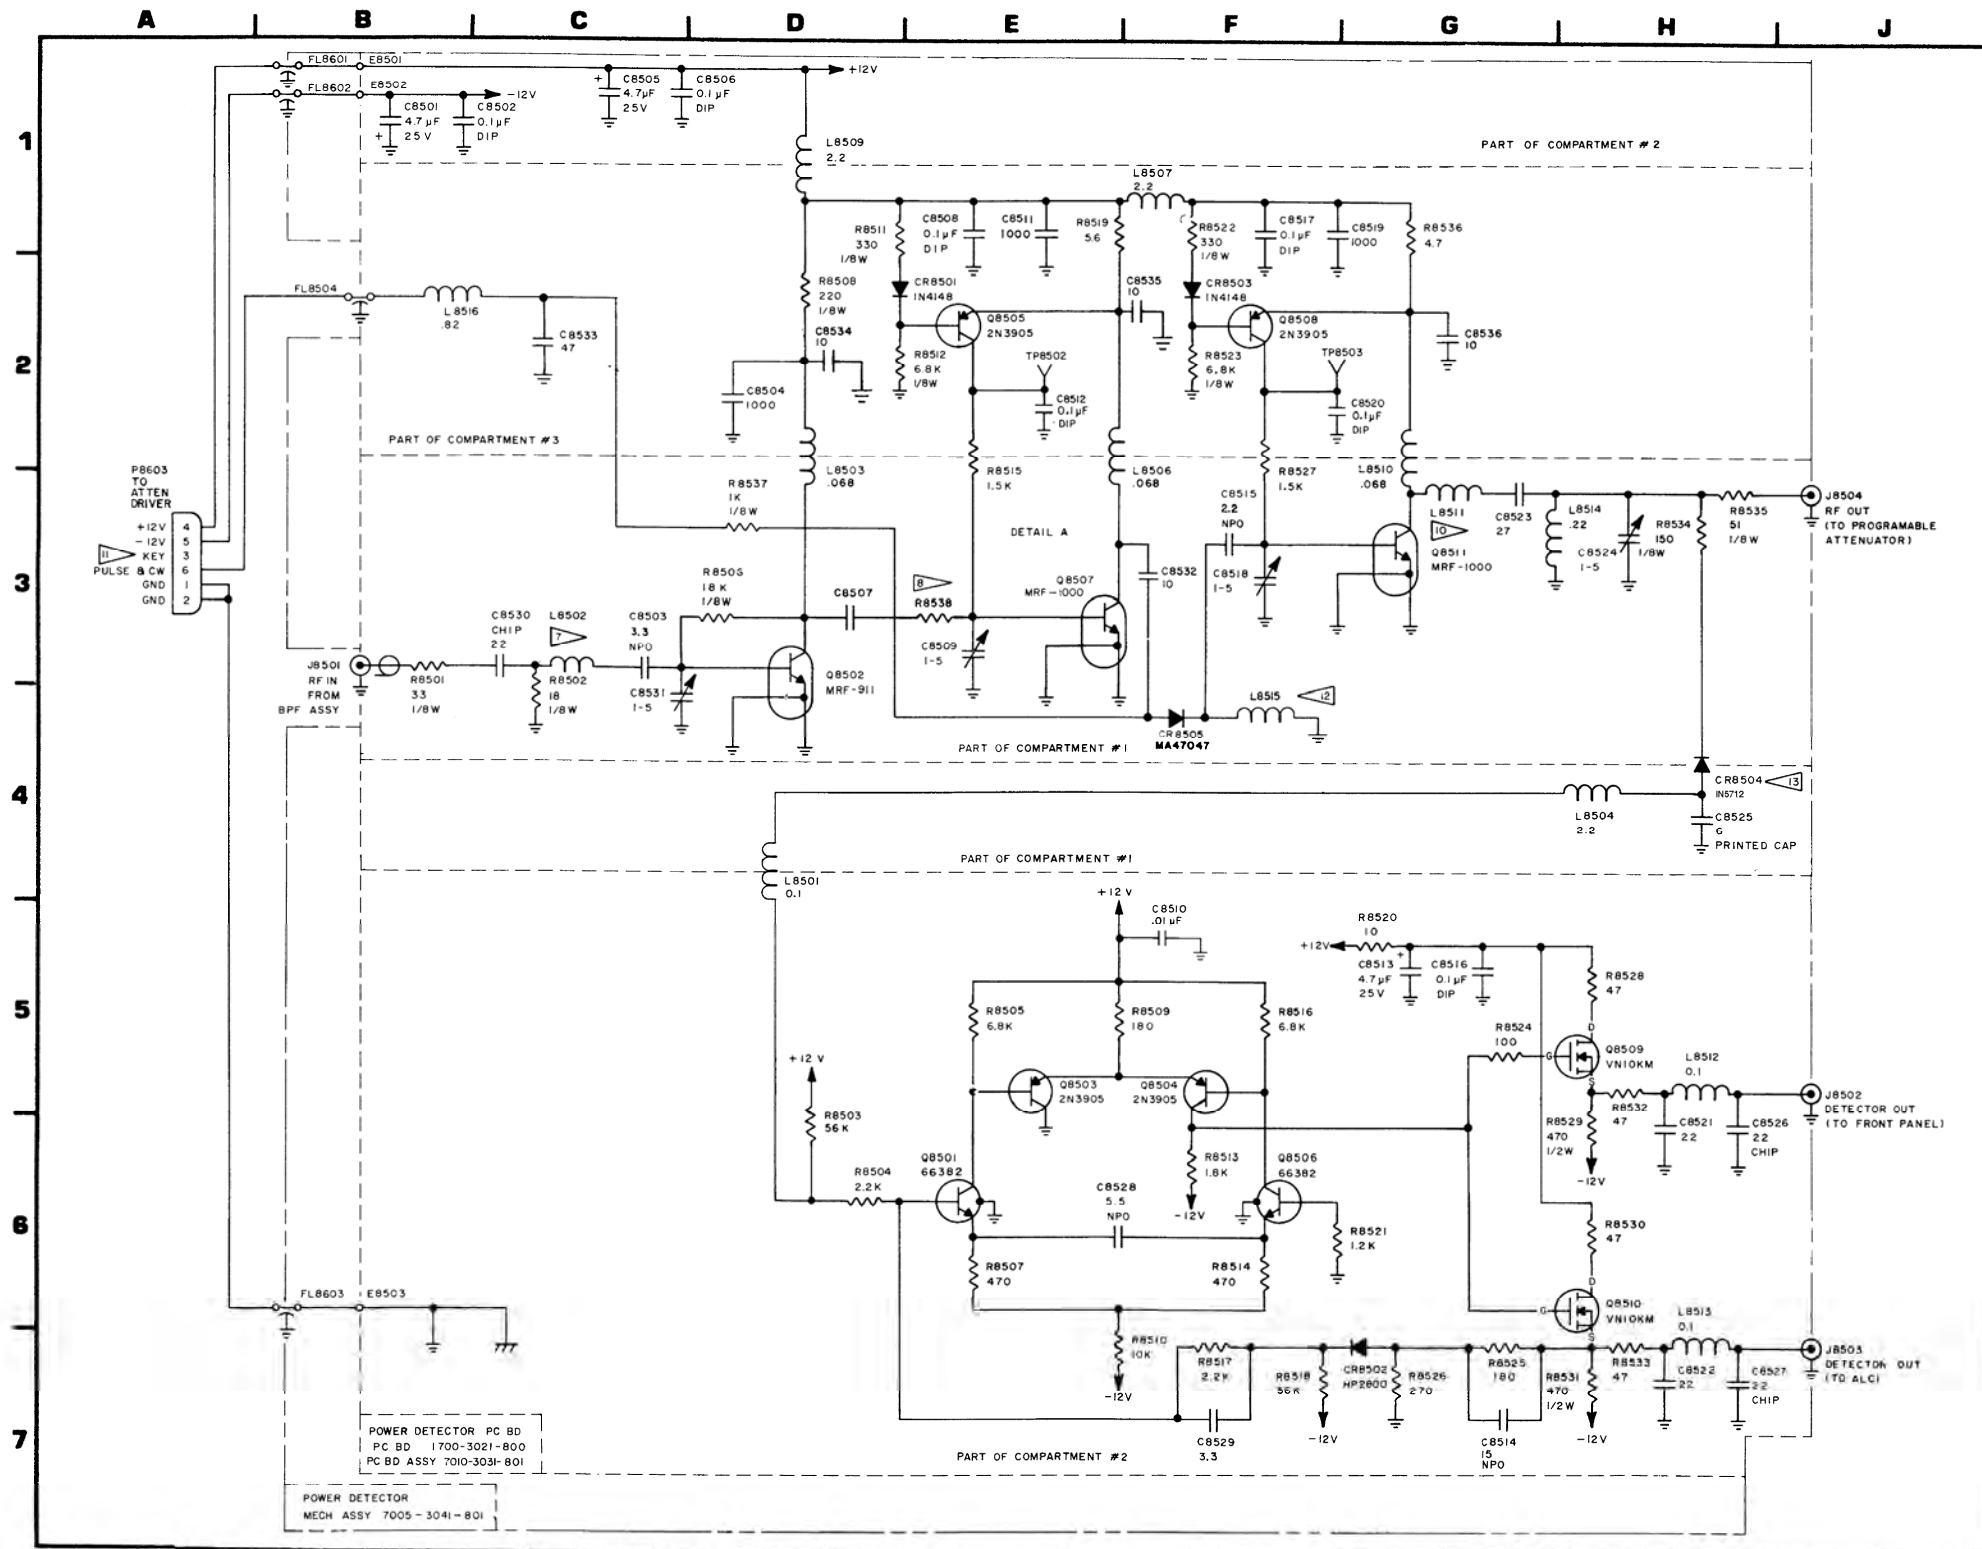 A B C D E F G H J
1
2
3
4
5
6
7
FL8601 E8501
FL8602 E8502
-12V
+12V
+ C8505
4.7µF
25V
C8506
0.1µF
DIP
C8501
4.7µF
+ 25V
C8502
0.1µF
DIP
L8509
2.2
PART OF COMPARTMENT #2
L8507
2.2
R8511
330
1/8W
C8508
0.1µF
DIP
C8511
1000
R8519
5.6
R8522
330
1/8W
C8517
0.1µF
DIP
C8519
1000
R8536
4.7
FL8504
L8516
.82
C8533
47
R8508
220
1/8W
C8534
10
CR8501
1N4148
Q8505
2N3905
C8535
10
CR8503
1N4148
Q8508
2N3905
C8536
10
C8504
1000
R8512
6.8K
1/8W
TP8502
C8512
0.1µF
DIP
R8523
6.8K
1/8W
TP8503
C8520
0.1µF
DIP
PART OF COMPARTMENT #3
P8603
TO
ATTEN
DRIVER
+12V 4
-12V 5
11 KEY 3
PULSE & CW 6
GND 1
GND 2
R8537
1K
1/8W
L8503
.068
R8515
1.5K
L8506
.068
C8515
2.2
NPO
R8527
1.5K
L8510
.068
L8511
10
C8523
27
L8514
.22
C8524
1-5
R8534
150
1/8W
R8535
51
1/8W
J8504
RF OUT
(TO PROGRAMABLE
ATTENUATOR)
DETAIL A
Q8511
MRF-1000
R8506
18K
1/8W
C8507
8
R8538
Q8507
MRF-1000
C8532
10
C8518
1-5
J8501
RF IN
FROM
BPF ASSY
R8501
33
1/8W
C8530
CHIP
22
L8502
7
R8502
18
1/8W
C8503
3.3
NPO
C8531
1-5
Q8502
MRF-911
C8509
1-5
L8515
12
CR8505
MA47047
PART OF COMPARTMENT #1
CR8504 13
IN5712
L8504
2.2
C8525
G
PRINTED CAP
PART OF COMPARTMENT #1
L8501
0.1
+12V
C8510
.01µF
R8520
10
+12V
C8513 +
4.7µF
25V
C8516
0.1µF
DIP
R8528
47
R8505
6.8K
R8509
180
R8516
6.8K
R8524
100
D
G
S
Q8509
VN10KM
L8512
0.1
+12V
R8503
56K
Q8503
2N3905
Q8504
2N3905
R8529
470
1/2W
-12V
R8532
47
C8521
22
C8526
22
CHIP
J8502
DETECTOR OUT
(TO FRONT PANEL)
R8504
2.2K
Q8501
66382
C8528
5.5
NPO
R8513
1.8K
-12V
Q8506
66382
R8521
1.2K
R8530
47
R8507
470
R8514
470
D
G
S
Q8510
VN10KM
L8513
0.1
FL8603 E8503
R8510
10K
-12V
R8517
2.2K
R8518
56K
-12V
CR8502
HP2800
R8526
270
R8525
180
R8531
470
1/2W
-12V
R8533
47
C8522
22
C8527
22
CHIP
J8503
DETECTOR OUT
(TO ALC)
C8529
3.3
C8514
15
NPO
PART OF COMPARTMENT #2
POWER DETECTOR PC BD
PC BD 1700-3021-800
PC BD ASSY 7010-3031-801
POWER DETECTOR
MECH ASSY 7005-3041-801